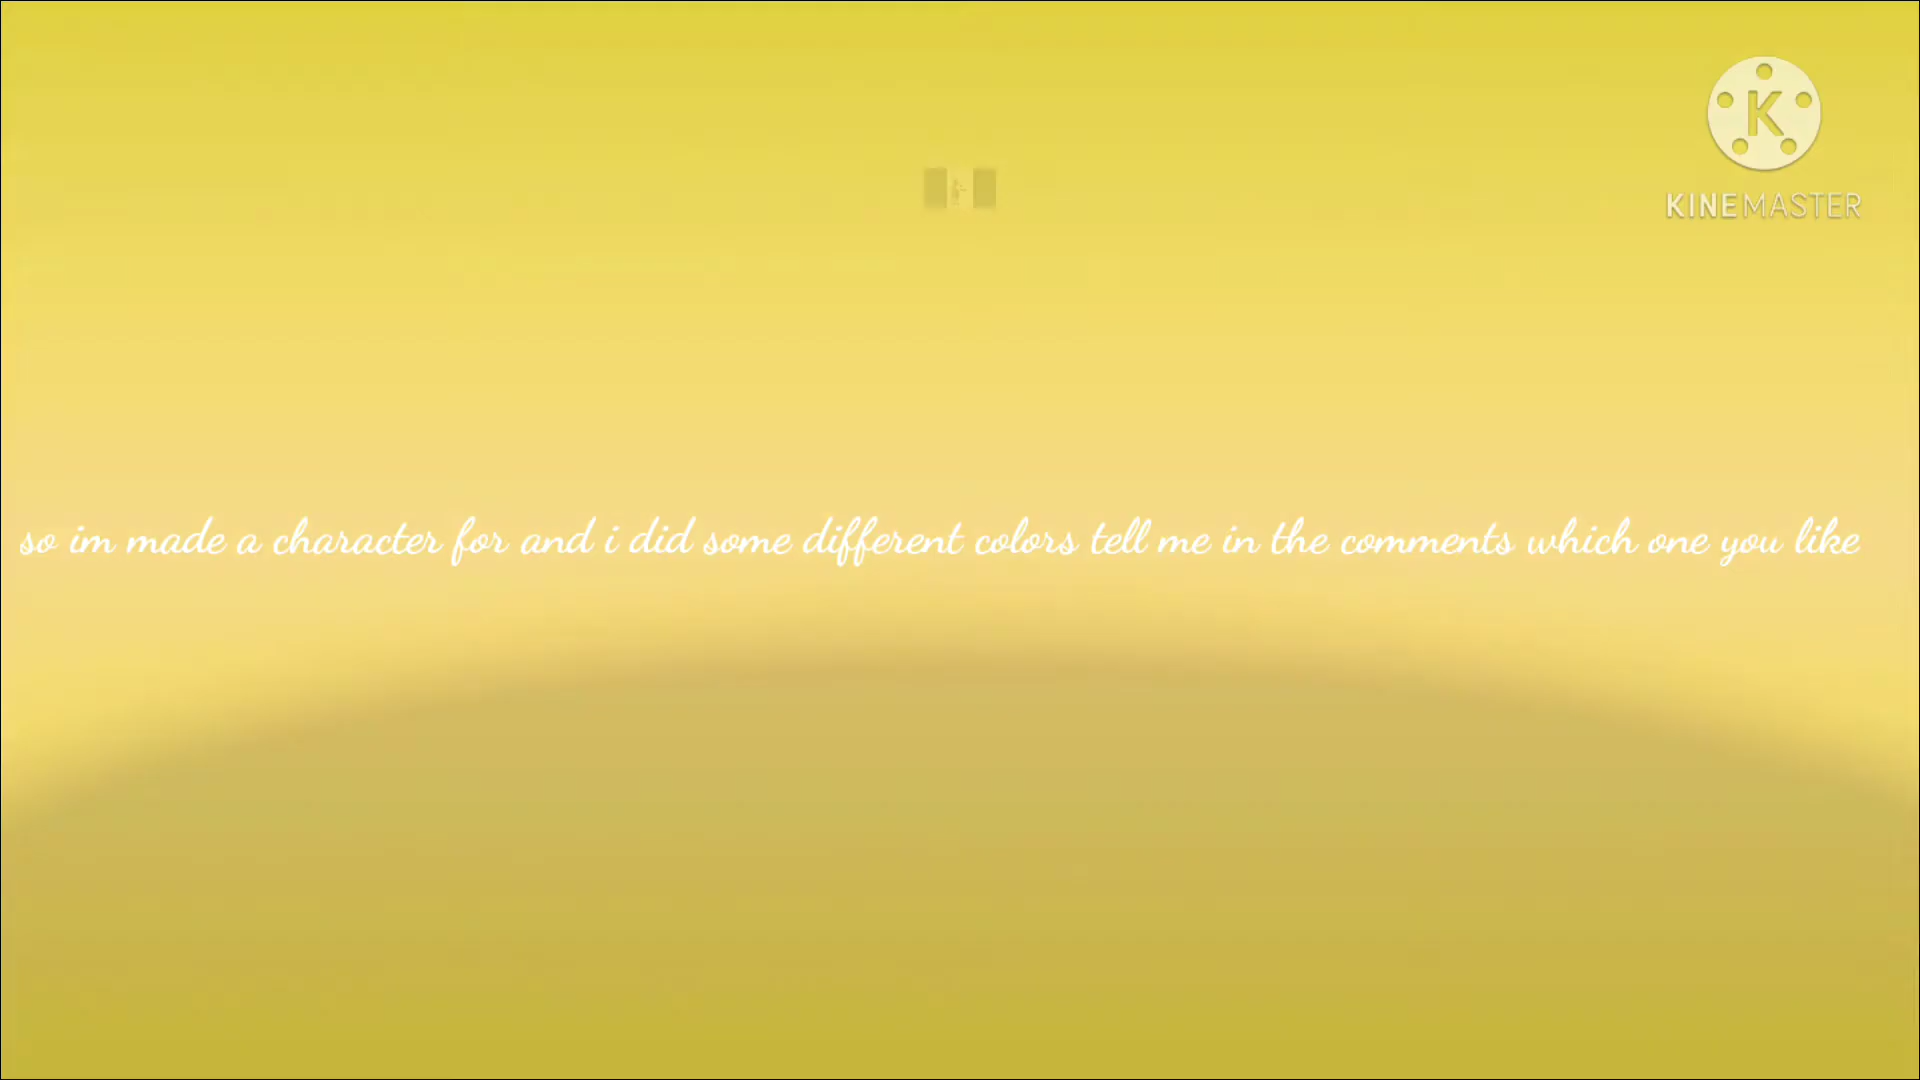 K
KINEMASTER
so im made a character for and i did some different colors tell me in the comments which one you like